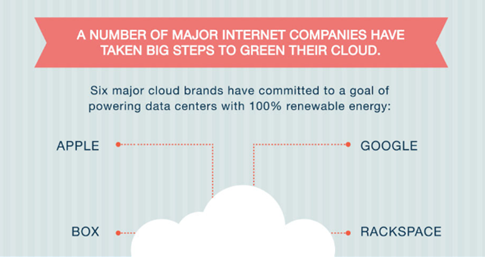 A NUMBER OF MAJOR INTERNET COMPANIES HAVE
TAKEN BIG STEPS TO GREEN THEIR CLOUD.
Six major cloud brands have committed to a goal of
powering data centers with 100% renewable energy:
APPLE
GOOGLE
BOX
RACKSPACE